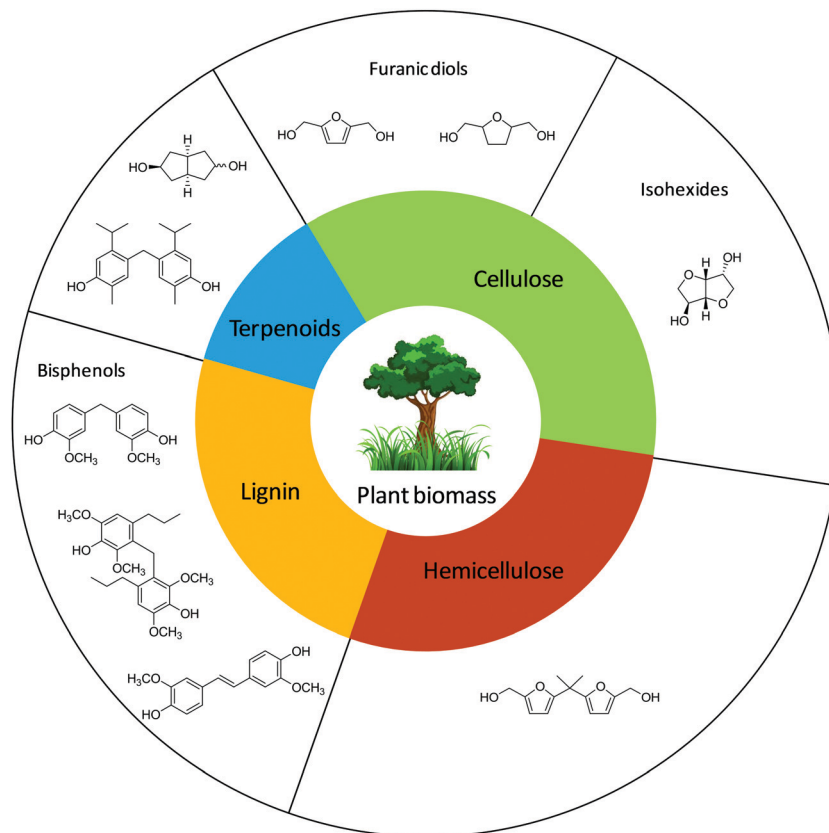 Furanic diols
O
HO
OH
O
HO
OH
Isohexides
OH
H
O
O
HO
H
H
HO
OH
H
HO
OH
Terpenoids
Cellulose
Bisphenols
HO
OCH3
OCH3
OH
Lignin
Plant biomass
Hemicellulose
H3CO
HO
OCH3
OCH3
OH
OCH3
H3CO
HO
OH
OCH3
HO
O
O
OH